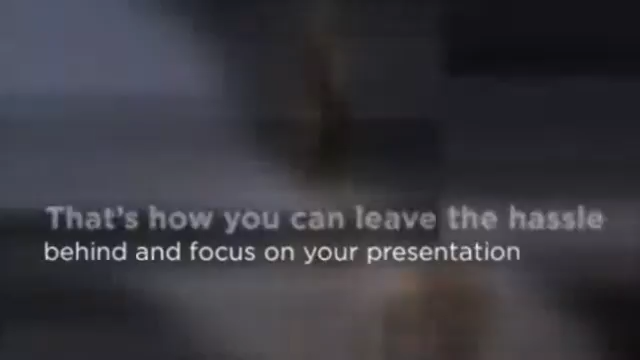 That's how you can leave the hassle
behind and focus on your presentation